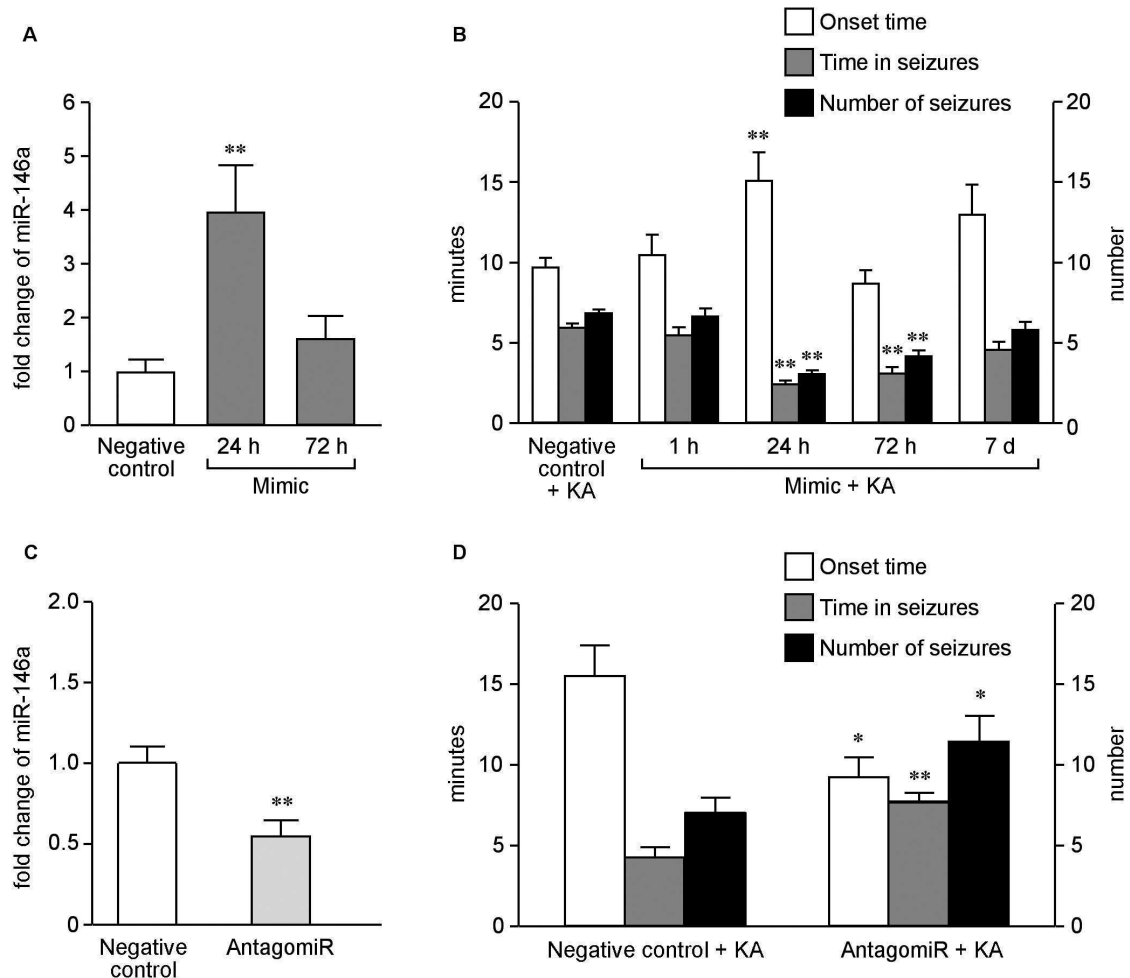 A
fold change of miR-146a
6
5
4
3
2
1
0
**
Negative
control
24 h
72 h
Mimic
B
Onset time
Time in seizures
Number of seizures
minutes
20
15
10
5
0
**
** **
** **
20
15
10
5
0
number
Negative
control
+ KA
1 h
24 h
72 h
7 d
Mimic + KA
C
fold change of miR-146a
2.0
1.5
1.0
0.5
0
**
Negative
control
AntagomiR
D
Onset time
Time in seizures
Number of seizures
minutes
20
15
10
5
0
*
**
*
20
15
10
5
0
number
Negative control + KA
AntagomiR + KA